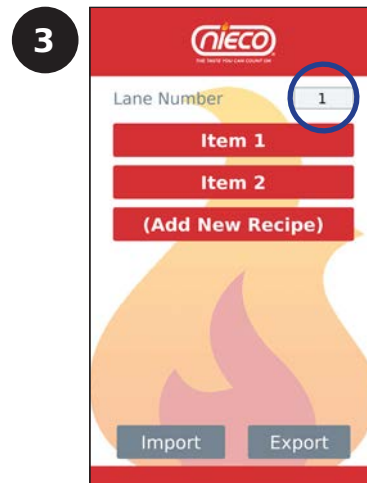 3
NIECO
THE TASTE YOU CAN COUNT ON
Lane Number 1
Item 1
Item 2
(Add New Recipe)
Import Export